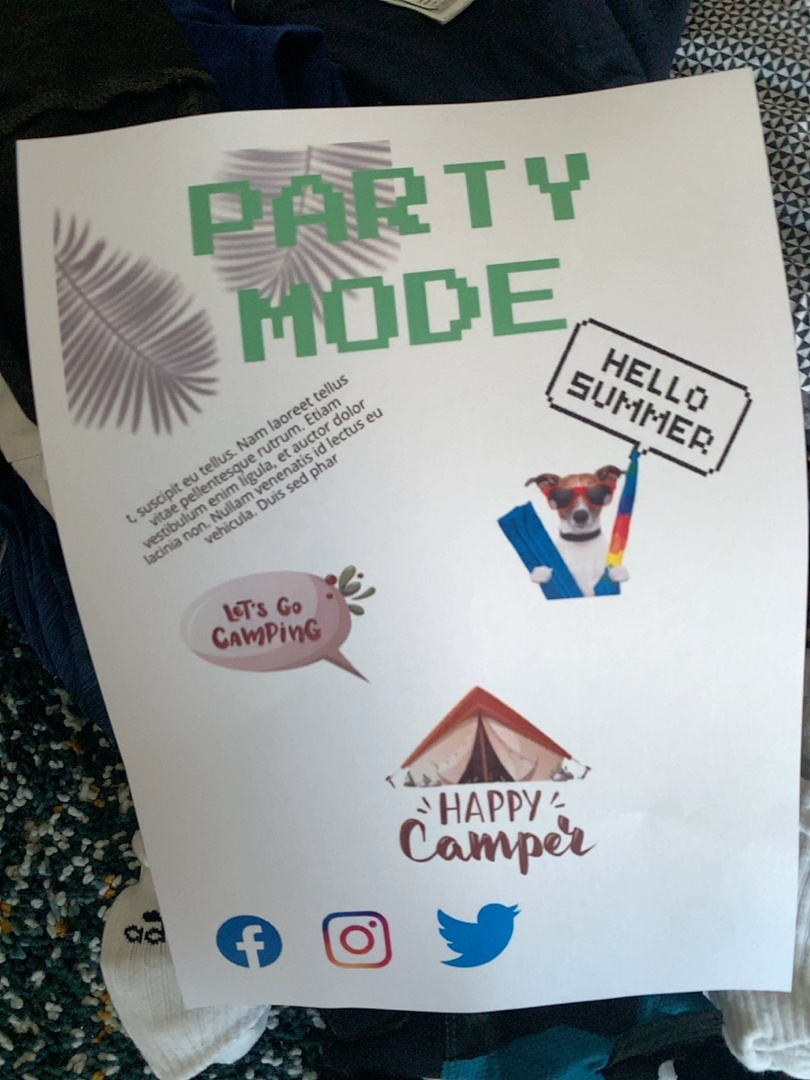 PARTY
MODE
HELLO
SUMMER
t, suscipit eu tellus. Nam laoreet tellus
vitae pellentesque rutrum. Etiam
vestibulum enim ligula, et auctor dolor
lacinia non. Nullam venenatis id lectus eu
vehicula. Duis sed phar
LET'S GO
CAMPING
HAPPY
Camper